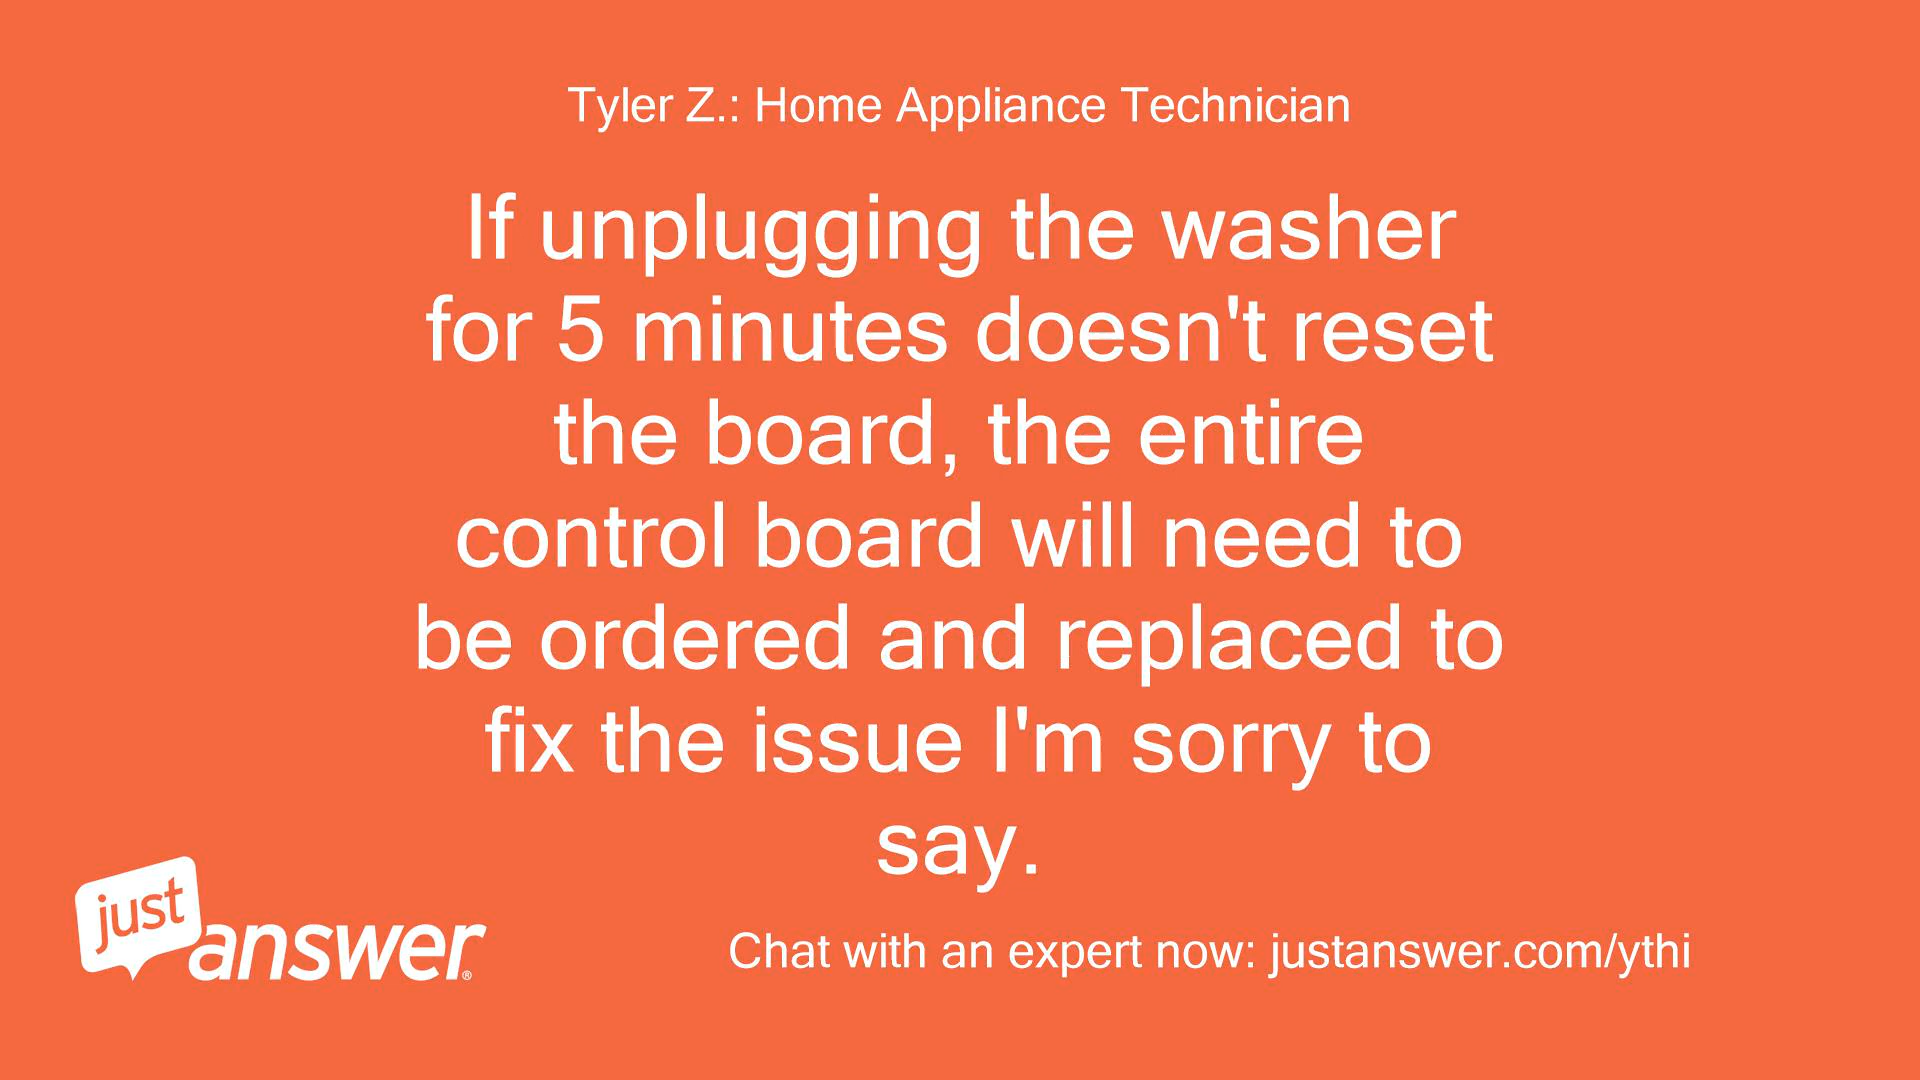 Tyler Z.: Home Appliance Technician
If unplugging the washer
for 5 minutes doesn't reset
the board, the entire
control board will need to
be ordered and replaced to
fix the issue I'm sorry to
say.
just
answer®
Chat with an expert now: justanswer.com/ythi